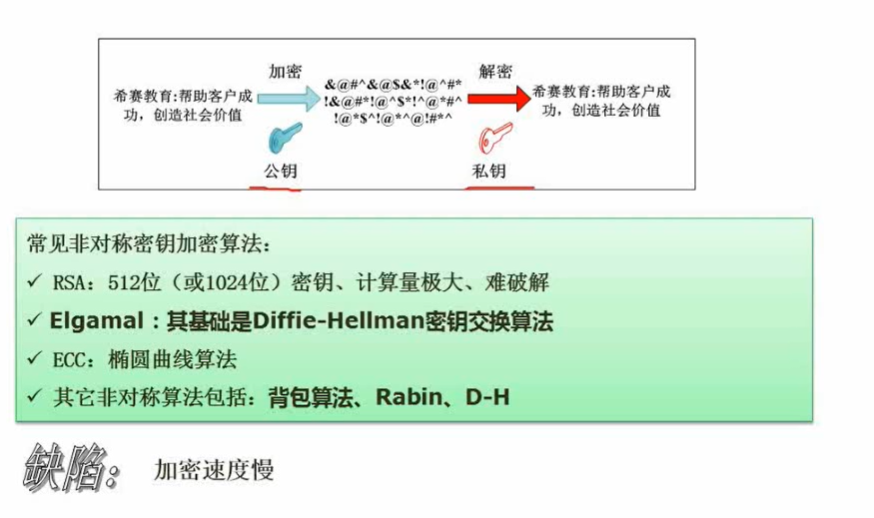 加密
解密
希赛教育:帮助客户成
功，创造社会价值
&@#^&@$&*!@^#*
!&@#*!@^$*!^@*#^
!@*$^!@*^@!#*^
希赛教育:帮助客户成
功，创造社会价值
公钥
私钥
常见非对称密钥加密算法：
✓ RSA：512位（或1024位）密钥、计算量极大、难破解
✓ Elgamal：其基础是Diffie-Hellman密钥交换算法
✓ ECC：椭圆曲线算法
✓ 其它非对称算法包括：背包算法、Rabin、D-H
缺陷：
加密速度慢